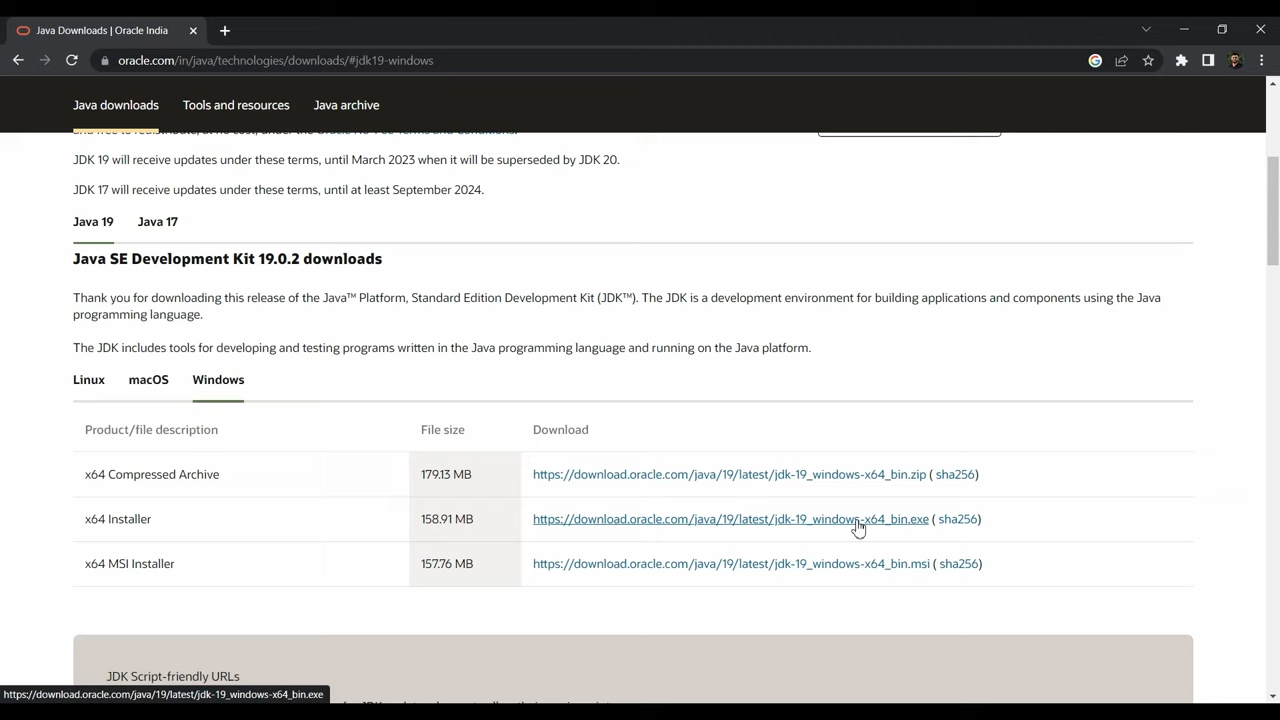 Java Downloads | Oracle India
oracle.com/in/java/technologies/downloads/#jdk19-windows
Java downloads Tools and resources Java archive
JDK 19 will receive updates under these terms, until March 2023 when it will be superseded by JDK 20.
JDK 17 will receive updates under these terms, until at least September 2024.
Java 19 Java 17
Java SE Development Kit 19.0.2 downloads
Thank you for downloading this release of the Java™ Platform, Standard Edition Development Kit (JDK™). The JDK is a development environment for building applications and components using the Java
programming language.
The JDK includes tools for developing and testing programs written in the Java programming language and running on the Java platform.
Linux macOS Windows
Product/file description File size Download
x64 Compressed Archive 179.13 MB https://download.oracle.com/java/19/latest/jdk-19_windows-x64_bin.zip ( sha256)
x64 Installer 158.91 MB https://download.oracle.com/java/19/latest/jdk-19_windows-x64_bin.exe ( sha256)
x64 MSI Installer 157.76 MB https://download.oracle.com/java/19/latest/jdk-19_windows-x64_bin.msi ( sha256)
JDK Script-friendly URLs
https://download.oracle.com/java/19/latest/jdk-19_windows-x64_bin.exe